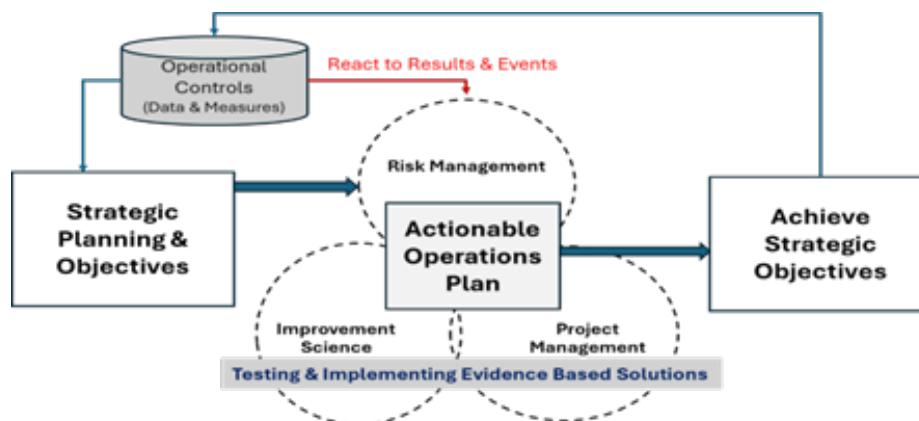 Operational
Controls
(Data & Measures)
React to Results & Events
Risk Management
Strategic
Planning &
Objectives
Actionable
Operations
Plan
Achieve
Strategic
Objectives
Improvement
Science
Project
Management
Testing & Implementing Evidence Based Solutions